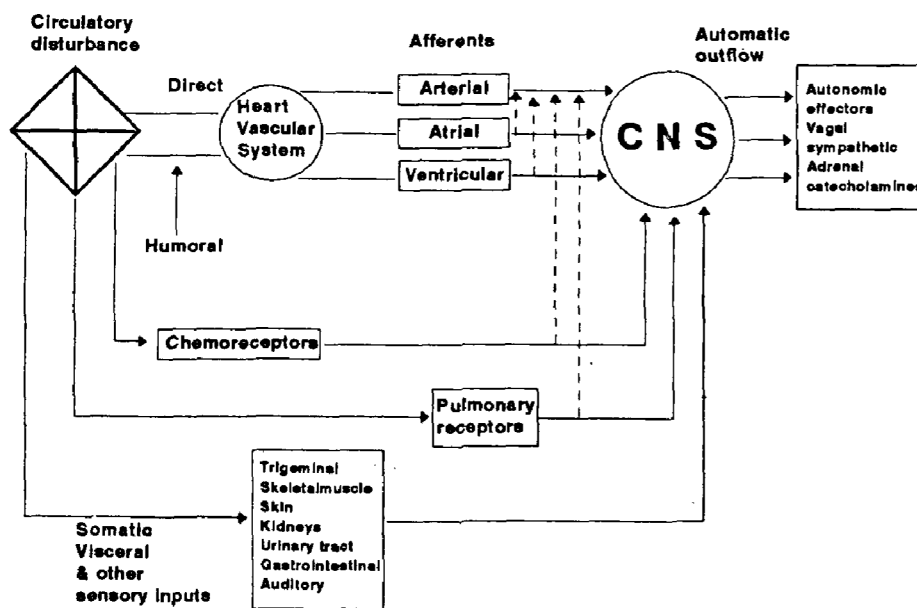 Circulatory
disturbance
Direct
Heart
Vascular
System
Humoral
Afferents
Arterial
Atrial
Ventricular
CNS
Automatic
outflow
Autonomic
effectors
Vagal
sympathetic
Adrenal
catecholamines
Chemoreceptors
Pulmonary
receptors
Trigeminal
Skeletalmuscle
Skin
Kidneys
Urinary tract
Gastrointestinal
Auditory
Somatic
Visceral
& other
sensory inputs